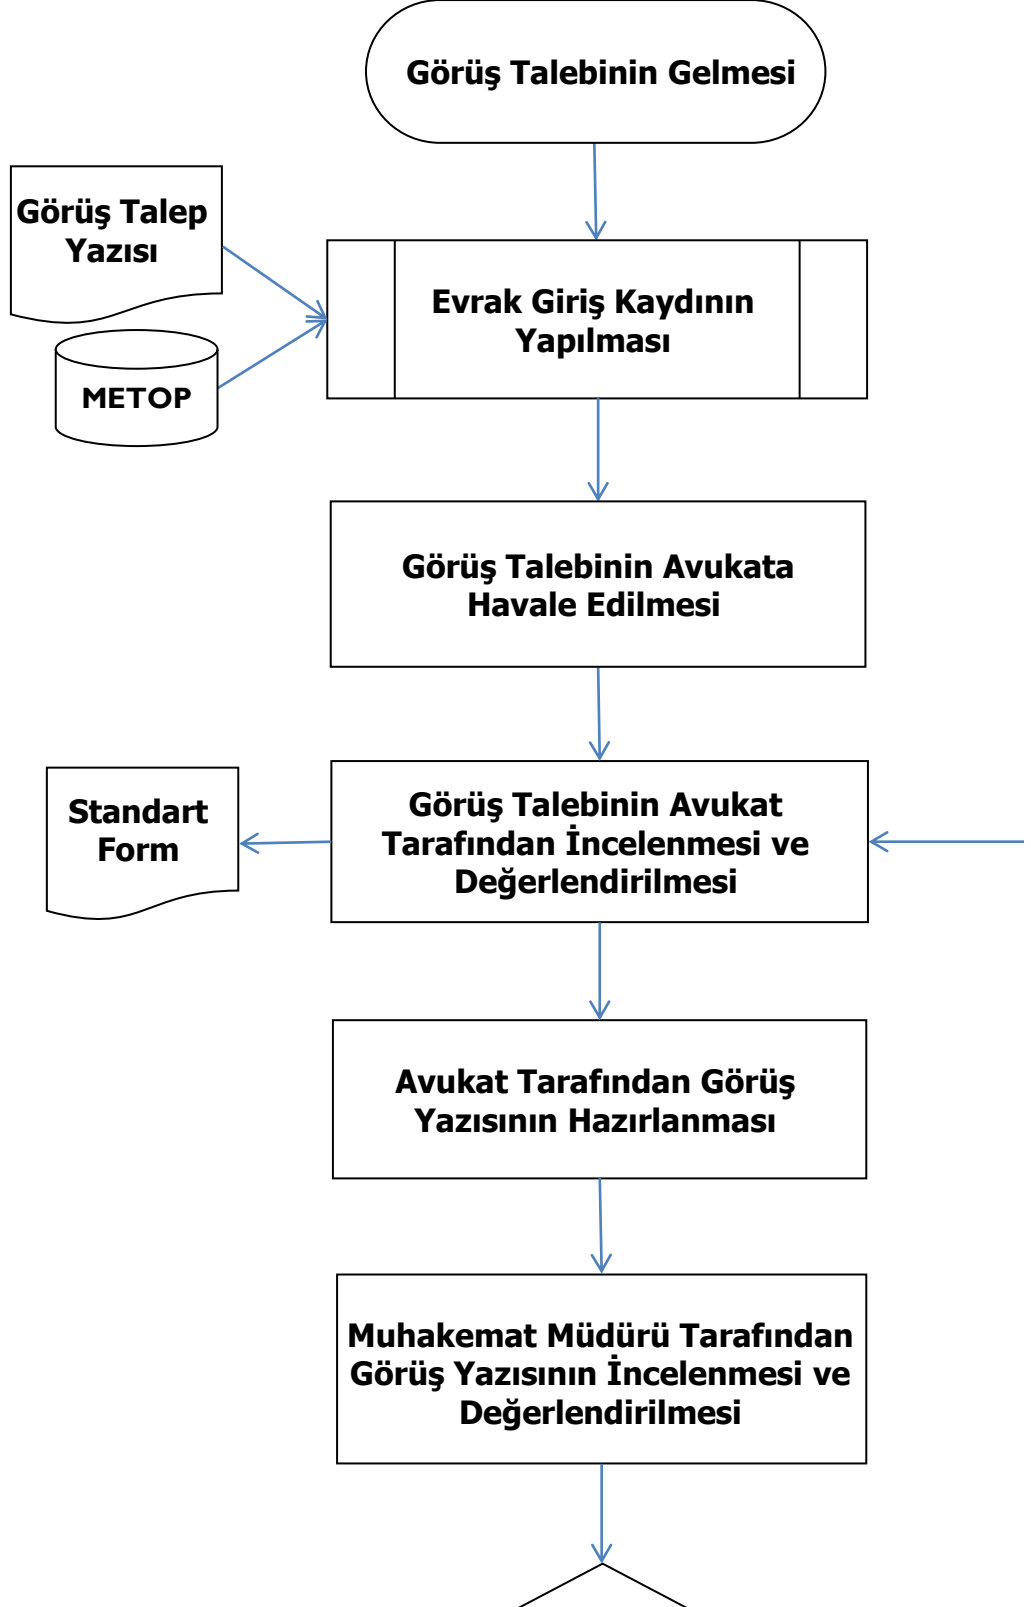 Görüş Talebinin Gelmesi
Görüş Talep
Yazısı
METOP
Evrak Giriş Kaydının
Yapılması
Görüş Talebinin Avukata
Havale Edilmesi
Standart
Form
Görüş Talebinin Avukat
Tarafından İncelenmesi ve
Değerlendirilmesi
Avukat Tarafından Görüş
Yazısının Hazırlanması
Muhakemat Müdürü Tarafından
Görüş Yazısının İncelenmesi ve
Değerlendirilmesi